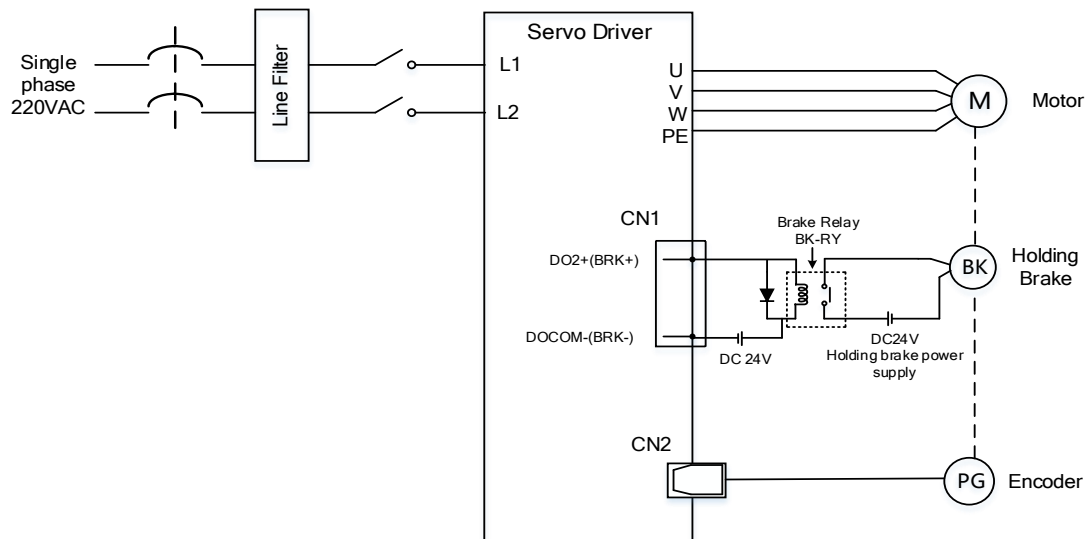 Servo Driver
Single
phase
220VAC
Line Filter
L1
L2
U
V
W
PE
M
Motor
CN1
Brake Relay
BK-RY
DO2+(BRK+)
BK
Holding
Brake
DOCOM-(BRK-)
DC 24V
DC24V
Holding brake power
supply
CN2
PG
Encoder